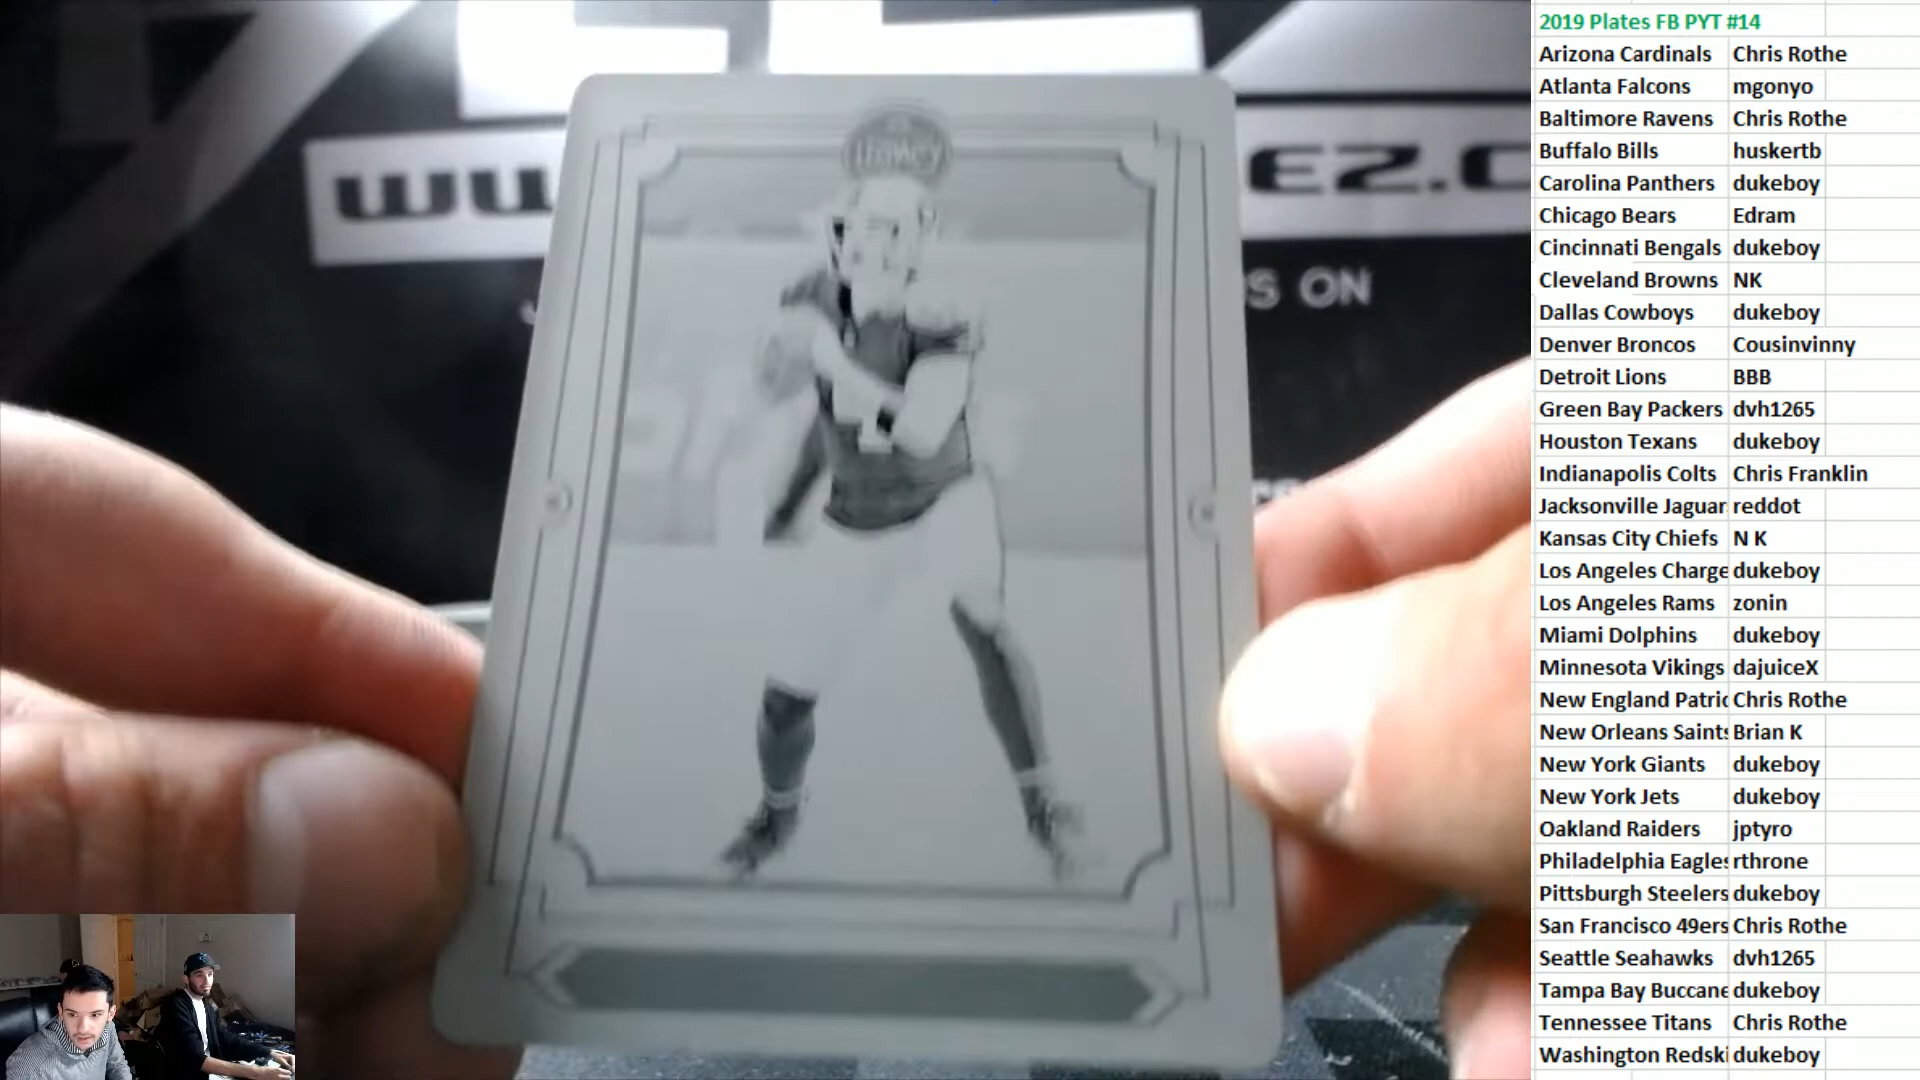 2019 Plates FB PYT #14
Arizona Cardinals Chris Rothe
Atlanta Falcons mgonyo
Baltimore Ravens Chris Rothe
Buffalo Bills huskertb
Carolina Panthers dukeboy
Chicago Bears Edram
Cincinnati Bengals dukeboy
Cleveland Browns NK
Dallas Cowboys dukeboy
Denver Broncos Cousinvinny
Detroit Lions BBB
Green Bay Packers dvh1265
Houston Texans dukeboy
Indianapolis Colts Chris Franklin
Jacksonville Jaguar reddot
Kansas City Chiefs N K
Los Angeles Charge dukeboy
Los Angeles Rams zonin
Miami Dolphins dukeboy
Minnesota Vikings dajuiceX
New England Patric Chris Rothe
New Orleans Saints Brian K
New York Giants dukeboy
New York Jets dukeboy
Oakland Raiders jptyro
Philadelphia Eagles rthrone
Pittsburgh Steelers dukeboy
San Francisco 49ers Chris Rothe
Seattle Seahawks dvh1265
Tampa Bay Buccane dukeboy
Tennessee Titans Chris Rothe
Washington Redski dukeboy
EZ.C
S ON